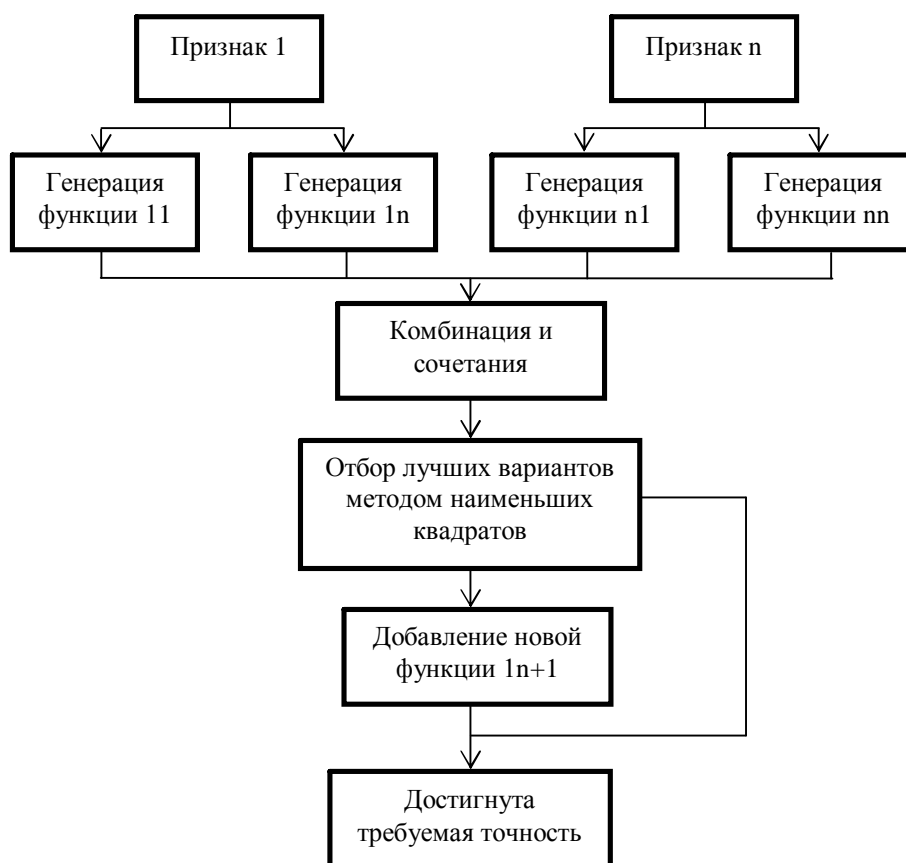 Признак 1
Признак n
Генерация
функции 11
Генерация
функции 1n
Генерация
функции n1
Генерация
функции nn
Комбинация и
сочетания
Отбор лучших вариантов
методом наименьших
квадратов
Добавление новой
функции 1n+1
Достигнута
требуемая точность